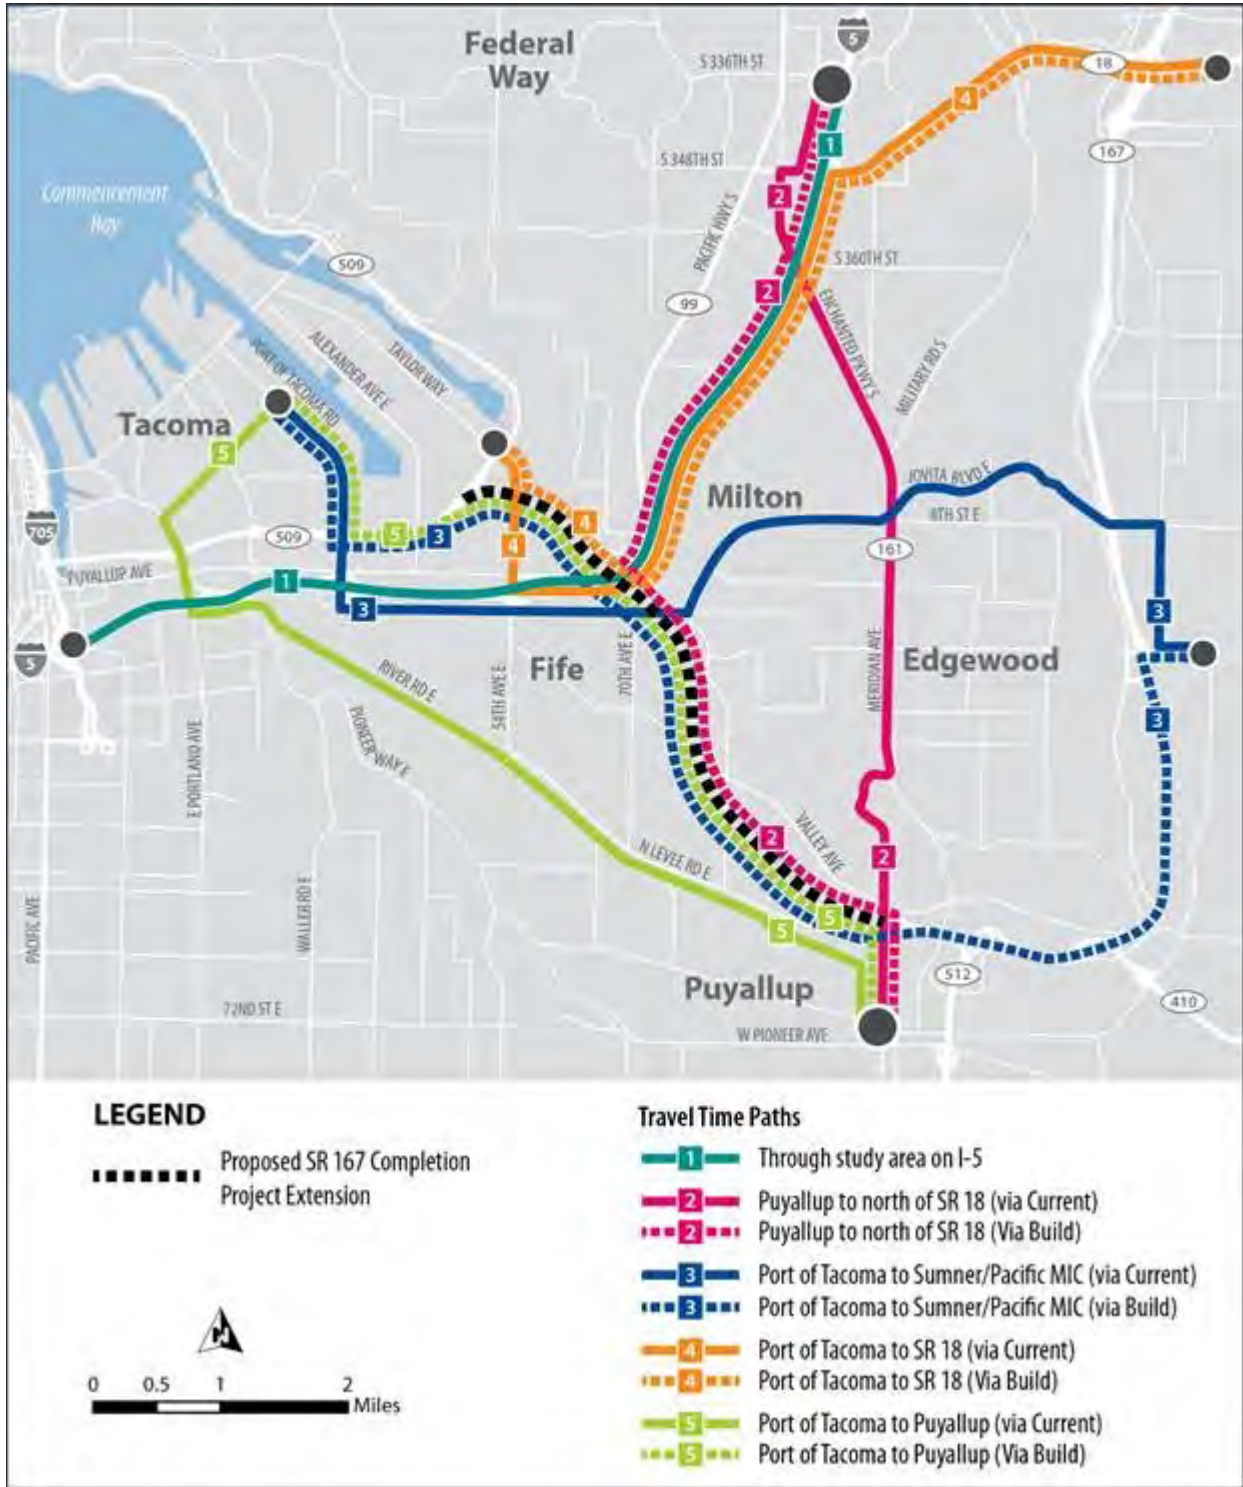 Federal
Way
5
S 336TH ST
18
4
1
167
S 348TH ST
Commencement
Bay
2
PACIFIC HWY S
S 360TH ST
509
2
99
ENCHANTED PKWY S
MILITARY RD S
PORT OF TACOMA RD
ALEXANDER AVE E
TAYLOR WAY
Tacoma
5
JOVITA BLVD E
Milton
8TH ST E
705
509
5
3
4
4
161
PUYALLUP AVE
1
3
3
5
Fife
70TH AVE E
MERIDIAN AVE
Edgewood
RIVER RD E
54TH AVE E
3
PIONEER WAY E
E PORTLAND AVE
2
VALLEY AVE
2
N LEVEE RD E
PACIFIC AVE
WALLER RD E
5
5
512
Puyallup
410
72ND ST E
W PIONEER AVE
LEGEND
Proposed SR 167 Completion
Project Extension
0 0.5 1 2
Miles
Travel Time Paths
1 Through study area on I-5
2 Puyallup to north of SR 18 (via Current)
2 Puyallup to north of SR 18 (Via Build)
3 Port of Tacoma to Sumner/Pacific MIC (via Current)
3 Port of Tacoma to Sumner/Pacific MIC (via Build)
4 Port of Tacoma to SR 18 (via Current)
4 Port of Tacoma to SR 18 (Via Build)
5 Port of Tacoma to Puyallup (via Current)
5 Port of Tacoma to Puyallup (Via Build)